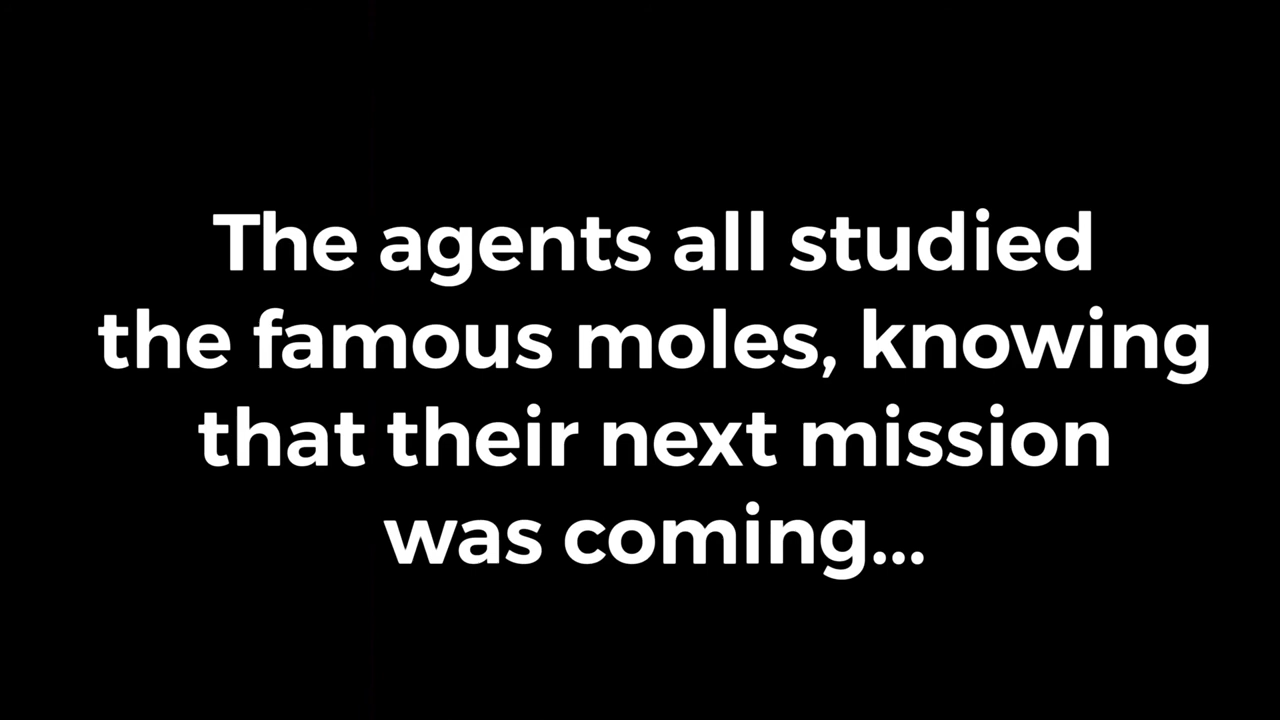 The agents all studied
the famous moles, knowing
that their next mission
was coming...